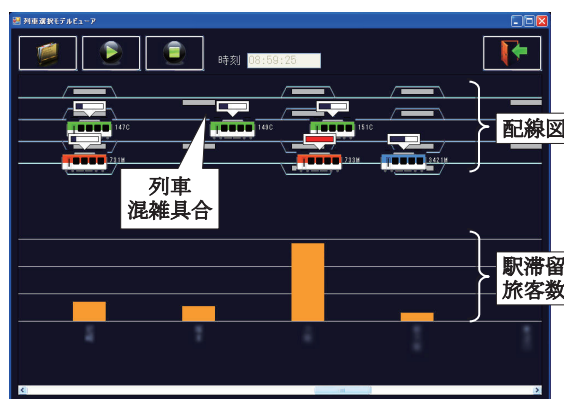 列車選択モデルビューア
時刻 08:59:25
147C
149C
151C
配線図
731M
733M
3421M
列車
混雑具合
駅滞留
旅客数